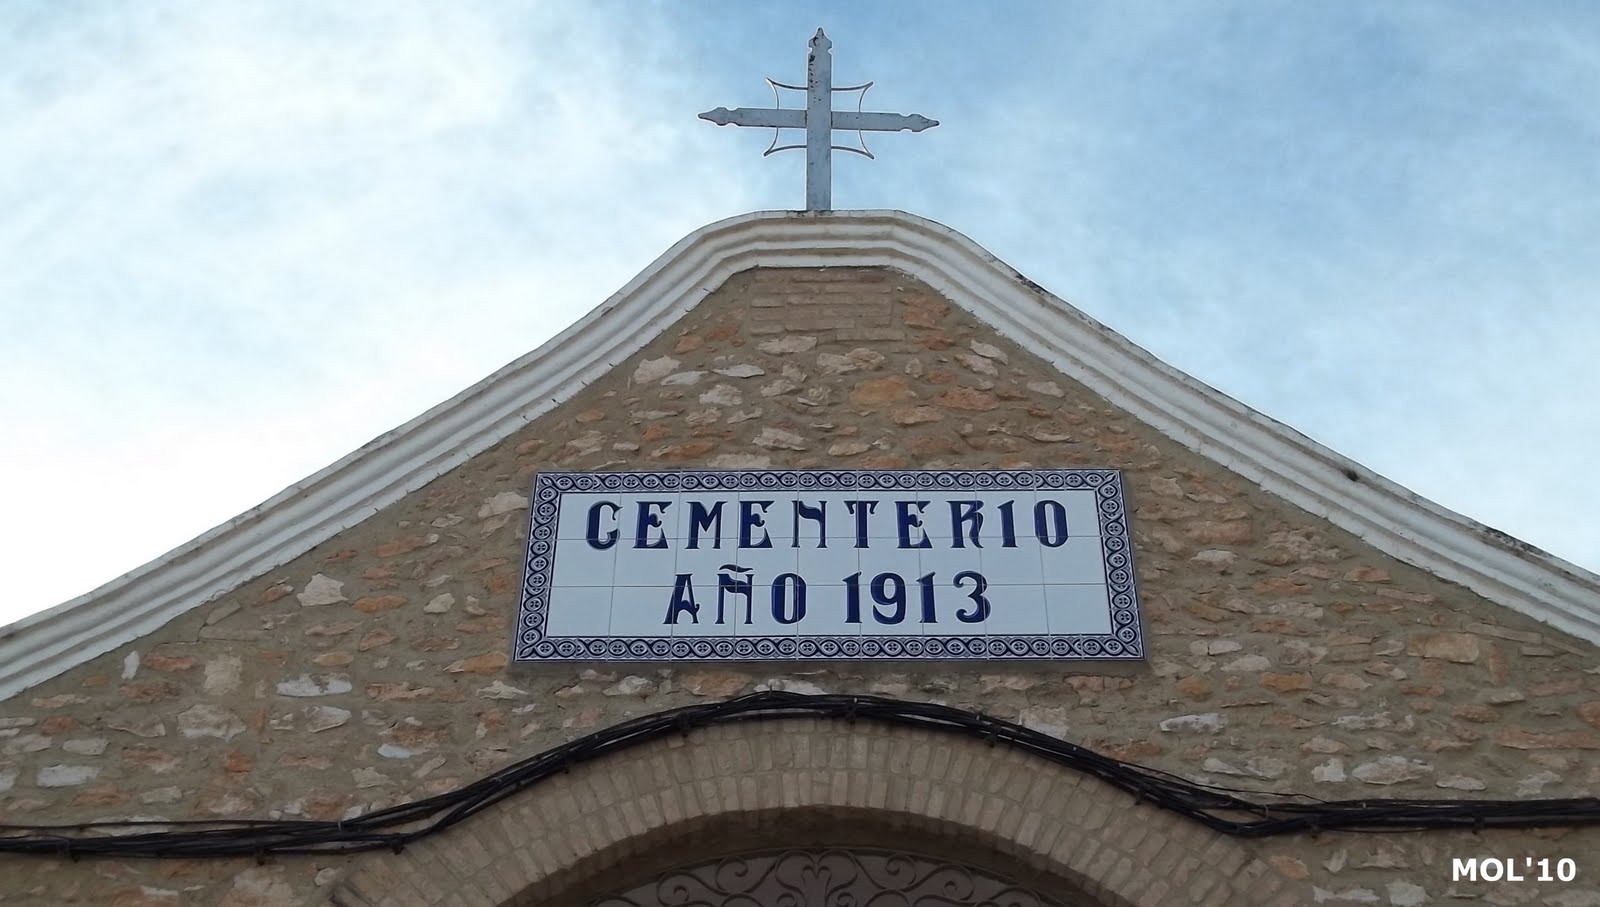 CEMENTERIO
AÑO 1913
MOL'10